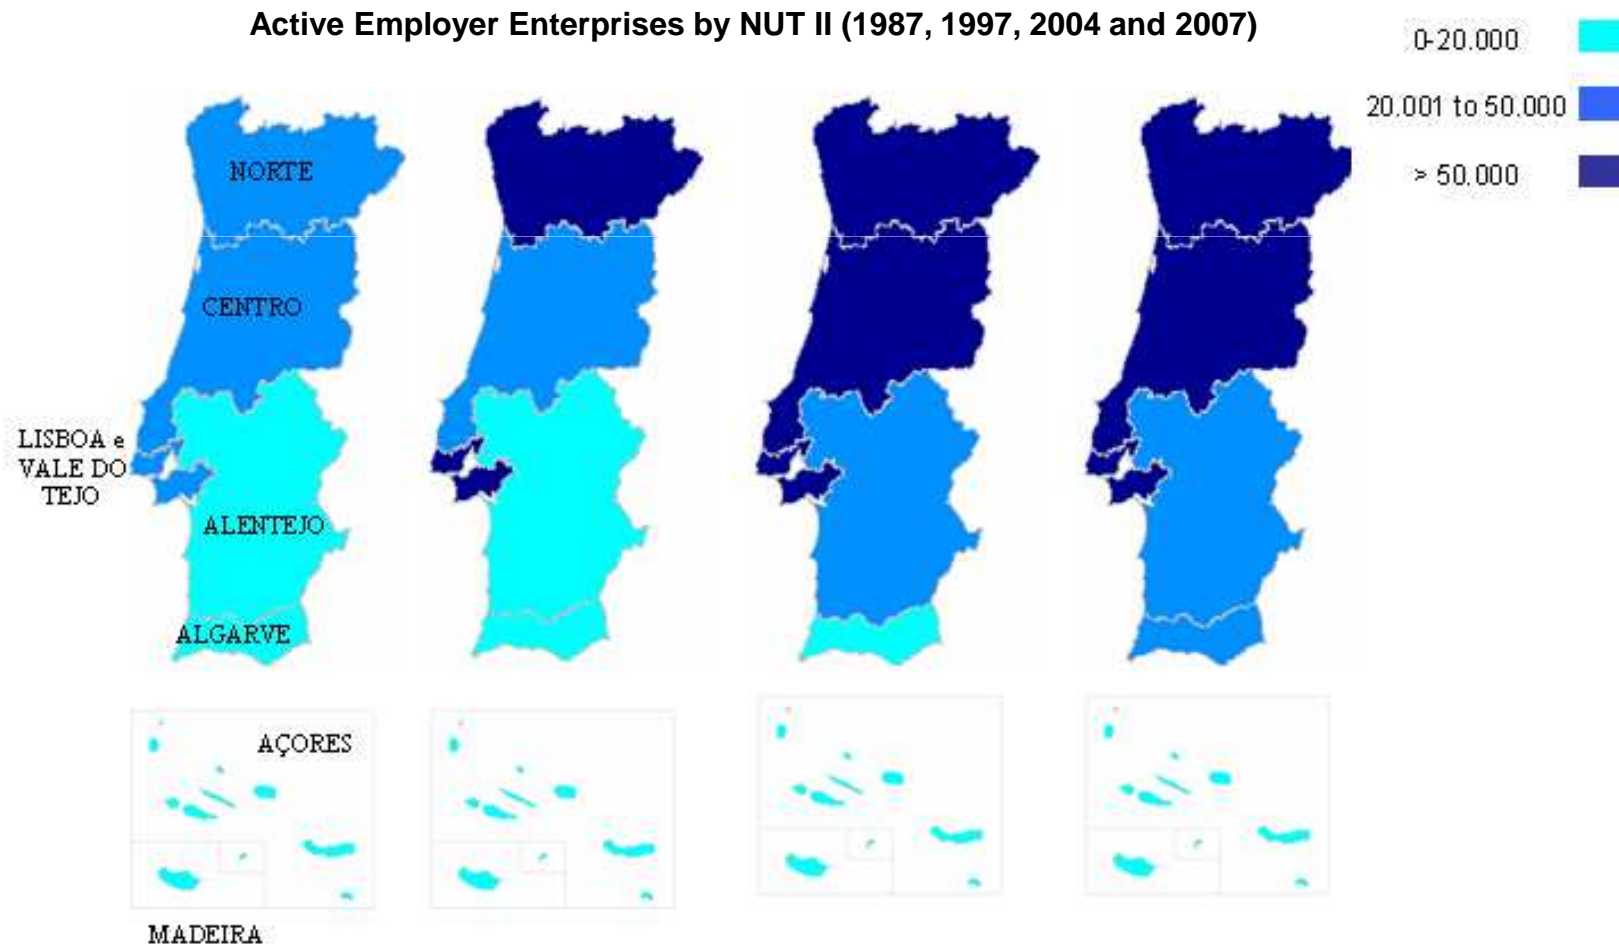 Active Employer Enterprises by NUT II (1987, 1997, 2004 and 2007)
0-20.000
20.001 to 50.000
> 50.000
NORTE
CENTRO
LISBOA e
VALE DO
TEJO
ALENTEJO
ALGARVE
AÇORES
MADEIRA